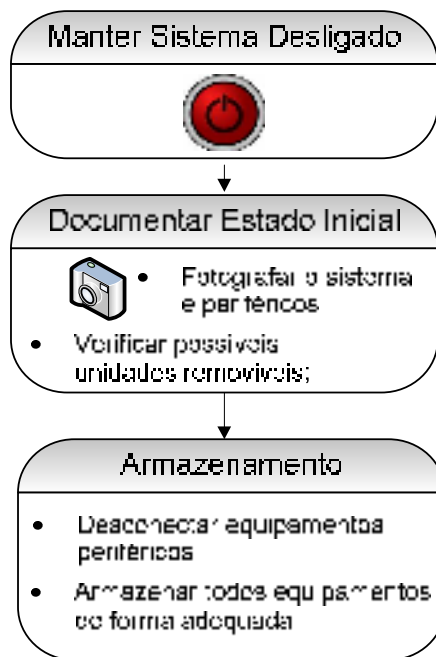 Manter Sistema Desligado
Documentar Estado Inicial
• Fotografar o sistema
e periféricos
• Verificar possíveis
unidades removíveis;
Armazenamento
• Desconectar equipamentos
periféricos
• Armazenar todos equipamentos
de forma adequada